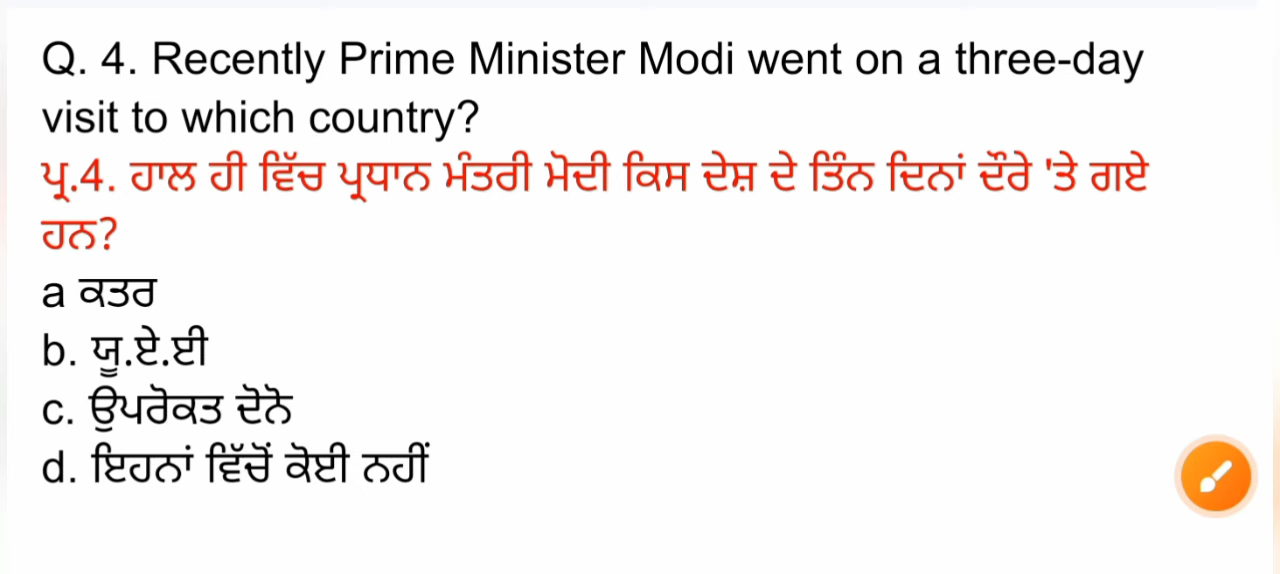 Q. 4. Recently Prime Minister Modi went on a three-day
visit to which country?
ਪ੍ਰ.4. ਹਾਲ ਹੀ ਵਿੱਚ ਪ੍ਰਧਾਨ ਮੰਤਰੀ ਮੋਦੀ ਕਿਸ ਦੇਸ਼ ਦੇ ਤਿੰਨ ਦਿਨਾਂ ਦੌਰੇ 'ਤੇ ਗਏ
ਹਨ?
a ਕਤਰ
b. ਯੂ.ਏ.ਈ
c. ਉਪਰੋਕਤ ਦੋਨੋ
d. ਇਹਨਾਂ ਵਿੱਚੋਂ ਕੋਈ ਨਹੀਂ